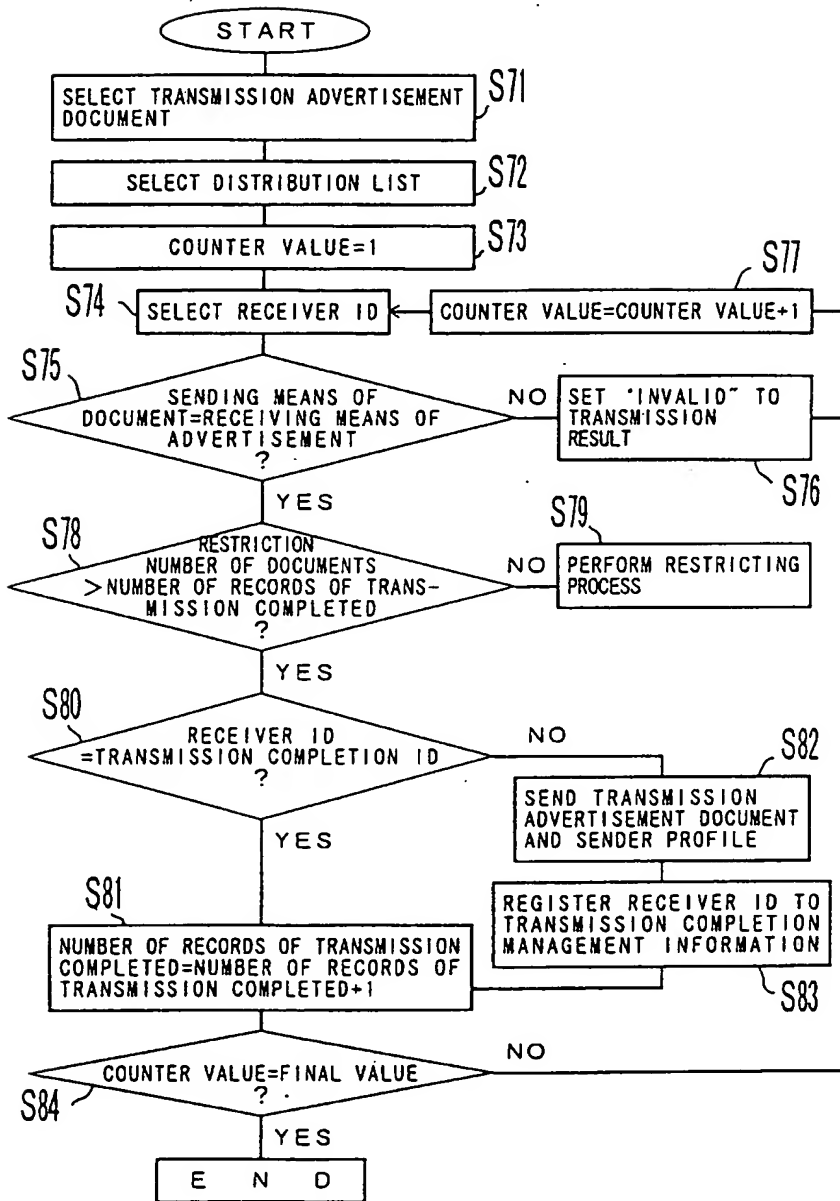 START
SELECT TRANSMISSION ADVERTISEMENT
DOCUMENT
S71
SELECT DISTRIBUTION LIST
S72
COUNTER VALUE=1
S73
S74
SELECT RECEIVER ID
S77
COUNTER VALUE=COUNTER VALUE+1
S75
SENDING MEANS OF
DOCUMENT=RECEIVING MEANS OF
ADVERTISEMENT
?
NO
SET "INVALID" TO
TRANSMISSION
RESULT
S76
YES
S78
RESTRICTION
NUMBER OF DOCUMENTS
>NUMBER OF RECORDS OF TRANS-
MISSION COMPLETED
?
NO
S79
PERFORM RESTRICTING
PROCESS
YES
S80
RECEIVER ID
=TRANSMISSION COMPLETION ID
?
NO
S82
SEND TRANSMISSION
ADVERTISEMENT DOCUMENT
AND SENDER PROFILE
YES
REGISTER RECEIVER ID TO
TRANSMISSION COMPLETION
MANAGEMENT INFORMATION
S83
S81
NUMBER OF RECORDS OF TRANSMISSION
COMPLETED=NUMBER OF RECORDS OF
TRANSMISSION COMPLETED+1
COUNTER VALUE=FINAL VALUE
?
NO
S84
YES
E N D